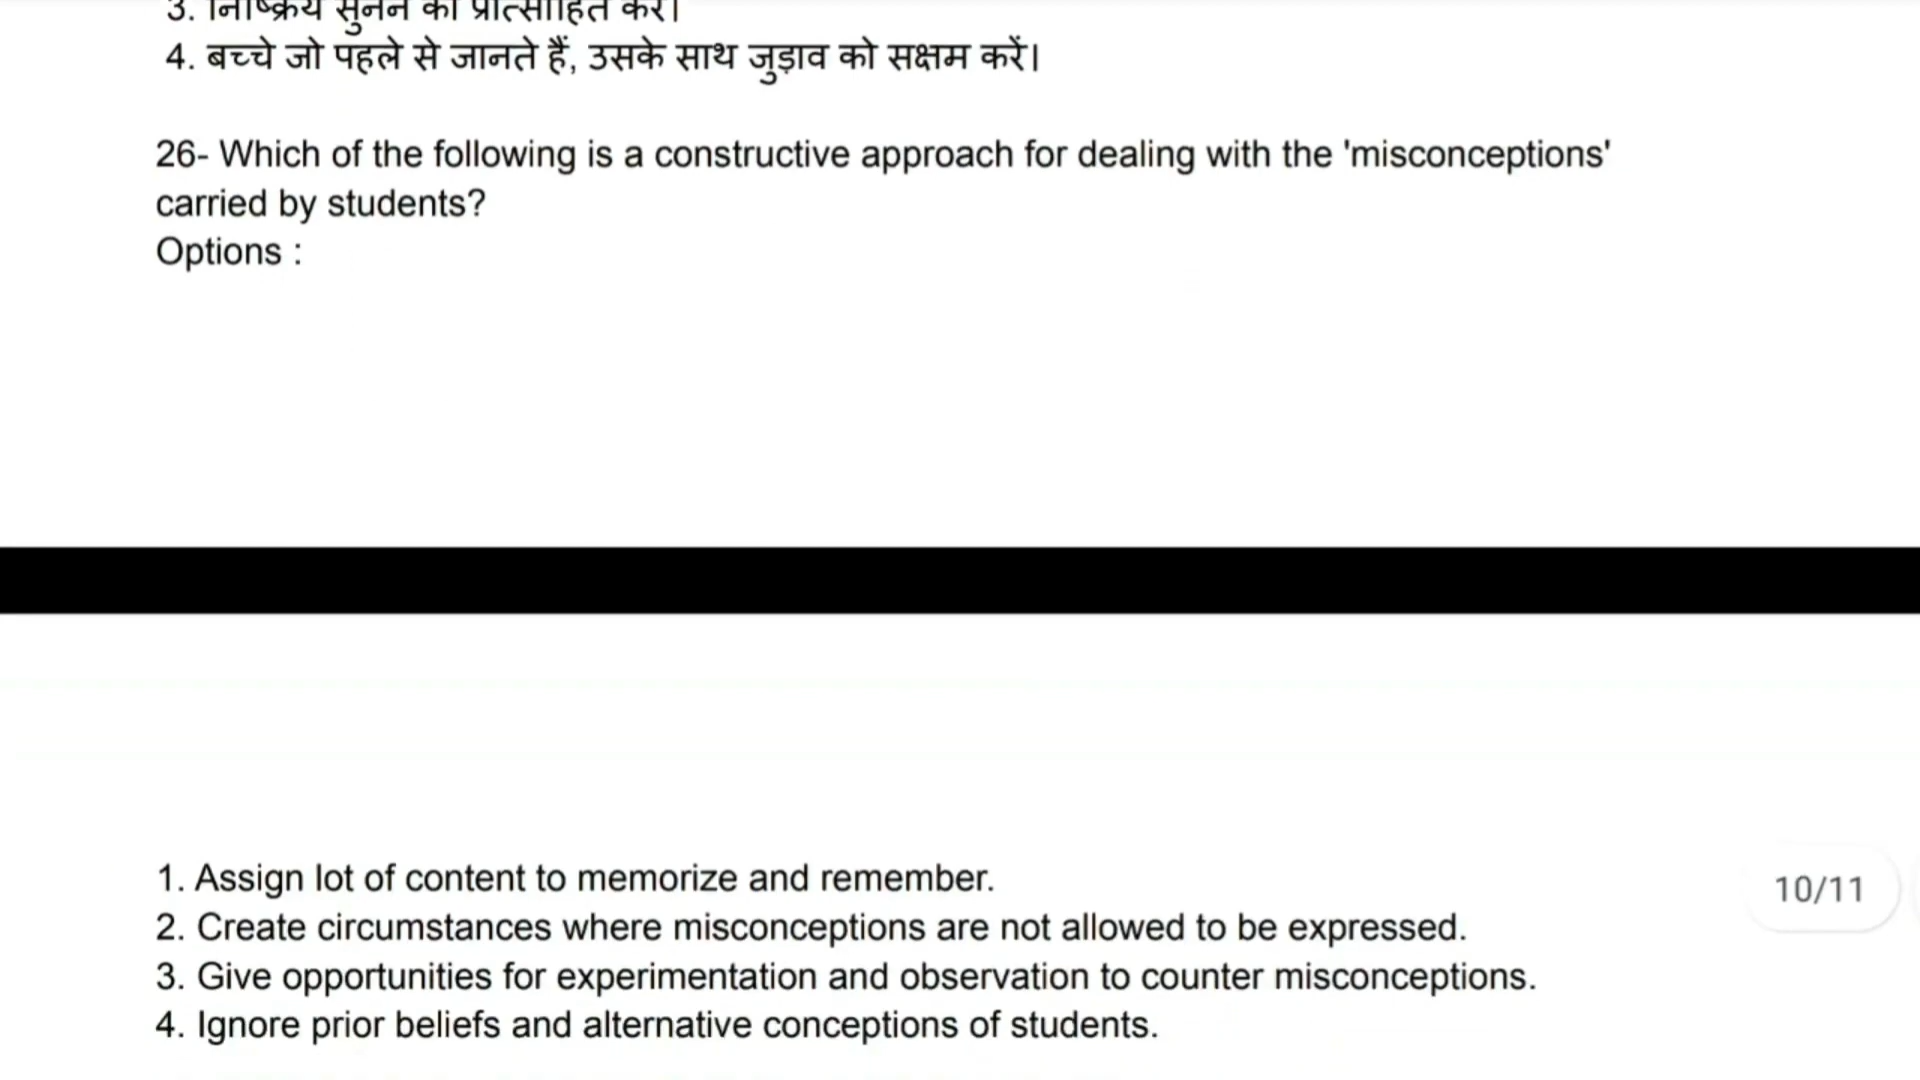 3. निष्क्रिय सुनने को प्रोत्साहित करें।
4. बच्चे जो पहले से जानते हैं, उसके साथ जुड़ाव को सक्षम करें।
26- Which of the following is a constructive approach for dealing with the 'misconceptions'
carried by students?
Options :
1. Assign lot of content to memorize and remember.
10/11
2. Create circumstances where misconceptions are not allowed to be expressed.
3. Give opportunities for experimentation and observation to counter misconceptions.
4. Ignore prior beliefs and alternative conceptions of students.